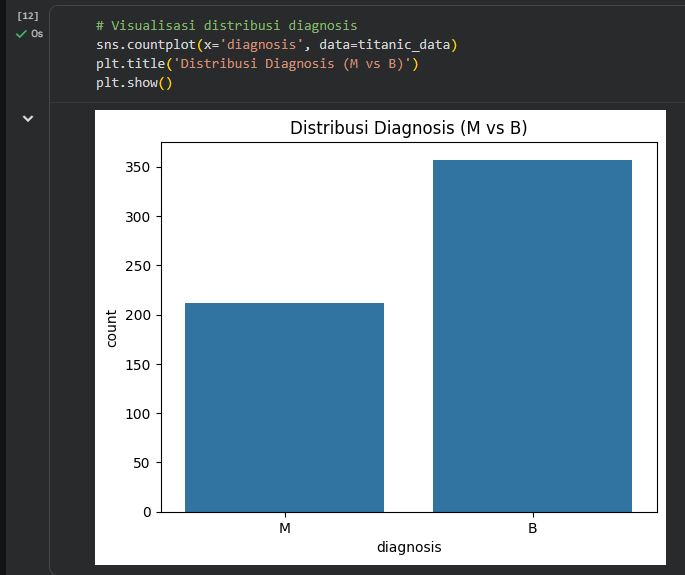 [12]
0s
# Visualisasi distribusi diagnosis
sns.countplot(x='diagnosis', data=titanic_data)
plt.title('Distribusi Diagnosis (M vs B)')
plt.show()
Distribusi Diagnosis (M vs B)
350
300
250
200
150
100
50
0
count
M
B
diagnosis